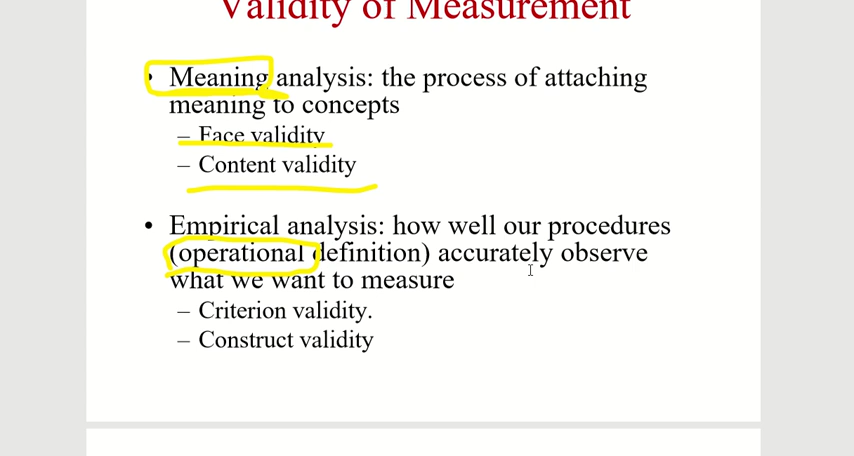 Validity of Measurement
• Meaning analysis: the process of attaching
meaning to concepts
– Face validity
– Content validity
• Empirical analysis: how well our procedures
(operational definition) accurately observe
what we want to measure
– Criterion validity.
– Construct validity